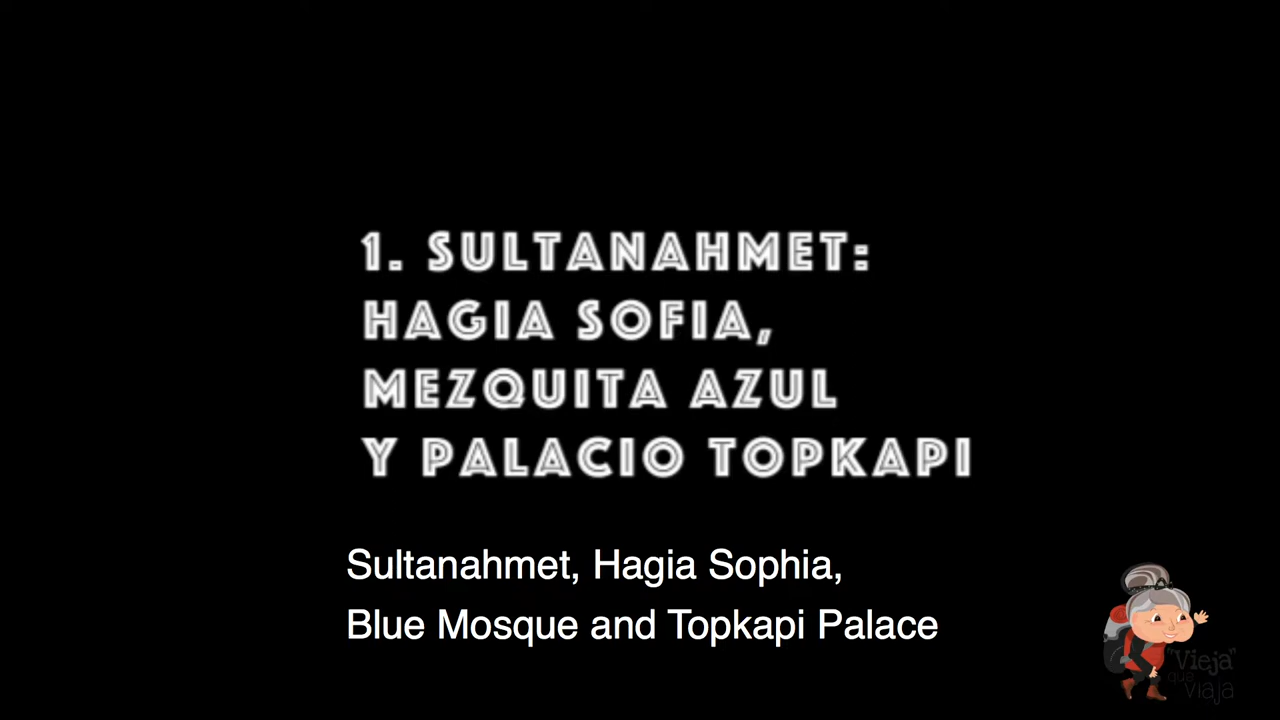 1. SULTANAHMET:
HAGIA SOFIA,
MEZQUITA AZUL
Y PALACIO TOPKAPI
Sultanahmet, Hagia Sophia,
Blue Mosque and Topkapi Palace
"Vieja"
que
viaja